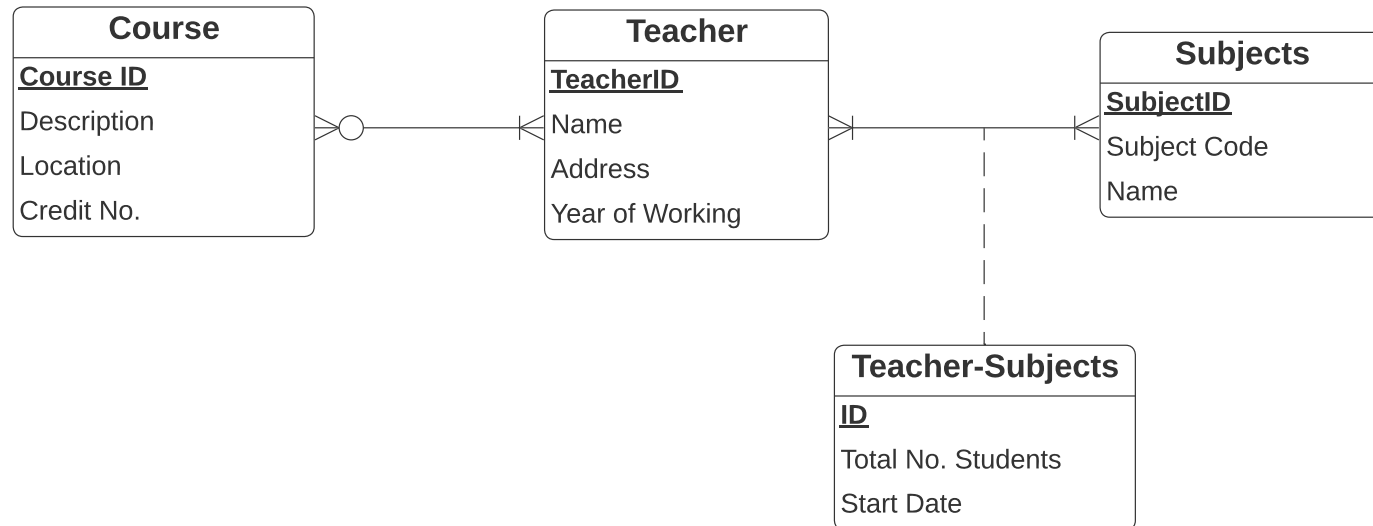 Course
Course ID
Description
Location
Credit No.
Teacher
TeacherID
Name
Address
Year of Working
Subjects
SubjectID
Subject Code
Name
Teacher-Subjects
ID
Total No. Students
Start Date